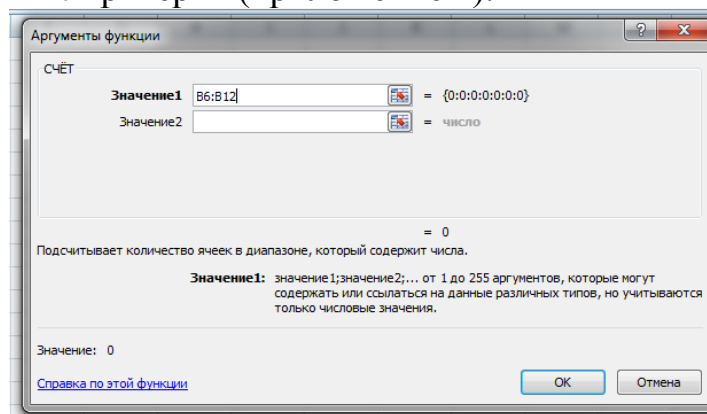 Аргументы функции
СЧЁТ
Значение1 B6:B12 = {0:0:0:0:0:0:0}
Значение2 = число
= 0
Подсчитывает количество ячеек в диапазоне, который содержит числа.
Значение1: значение1;значение2;... от 1 до 255 аргументов, которые могут
содержать или ссылаться на данные различных типов, но учитываются
только числовые значения.
Значение: 0
Справка по этой функции
ОК Отмена